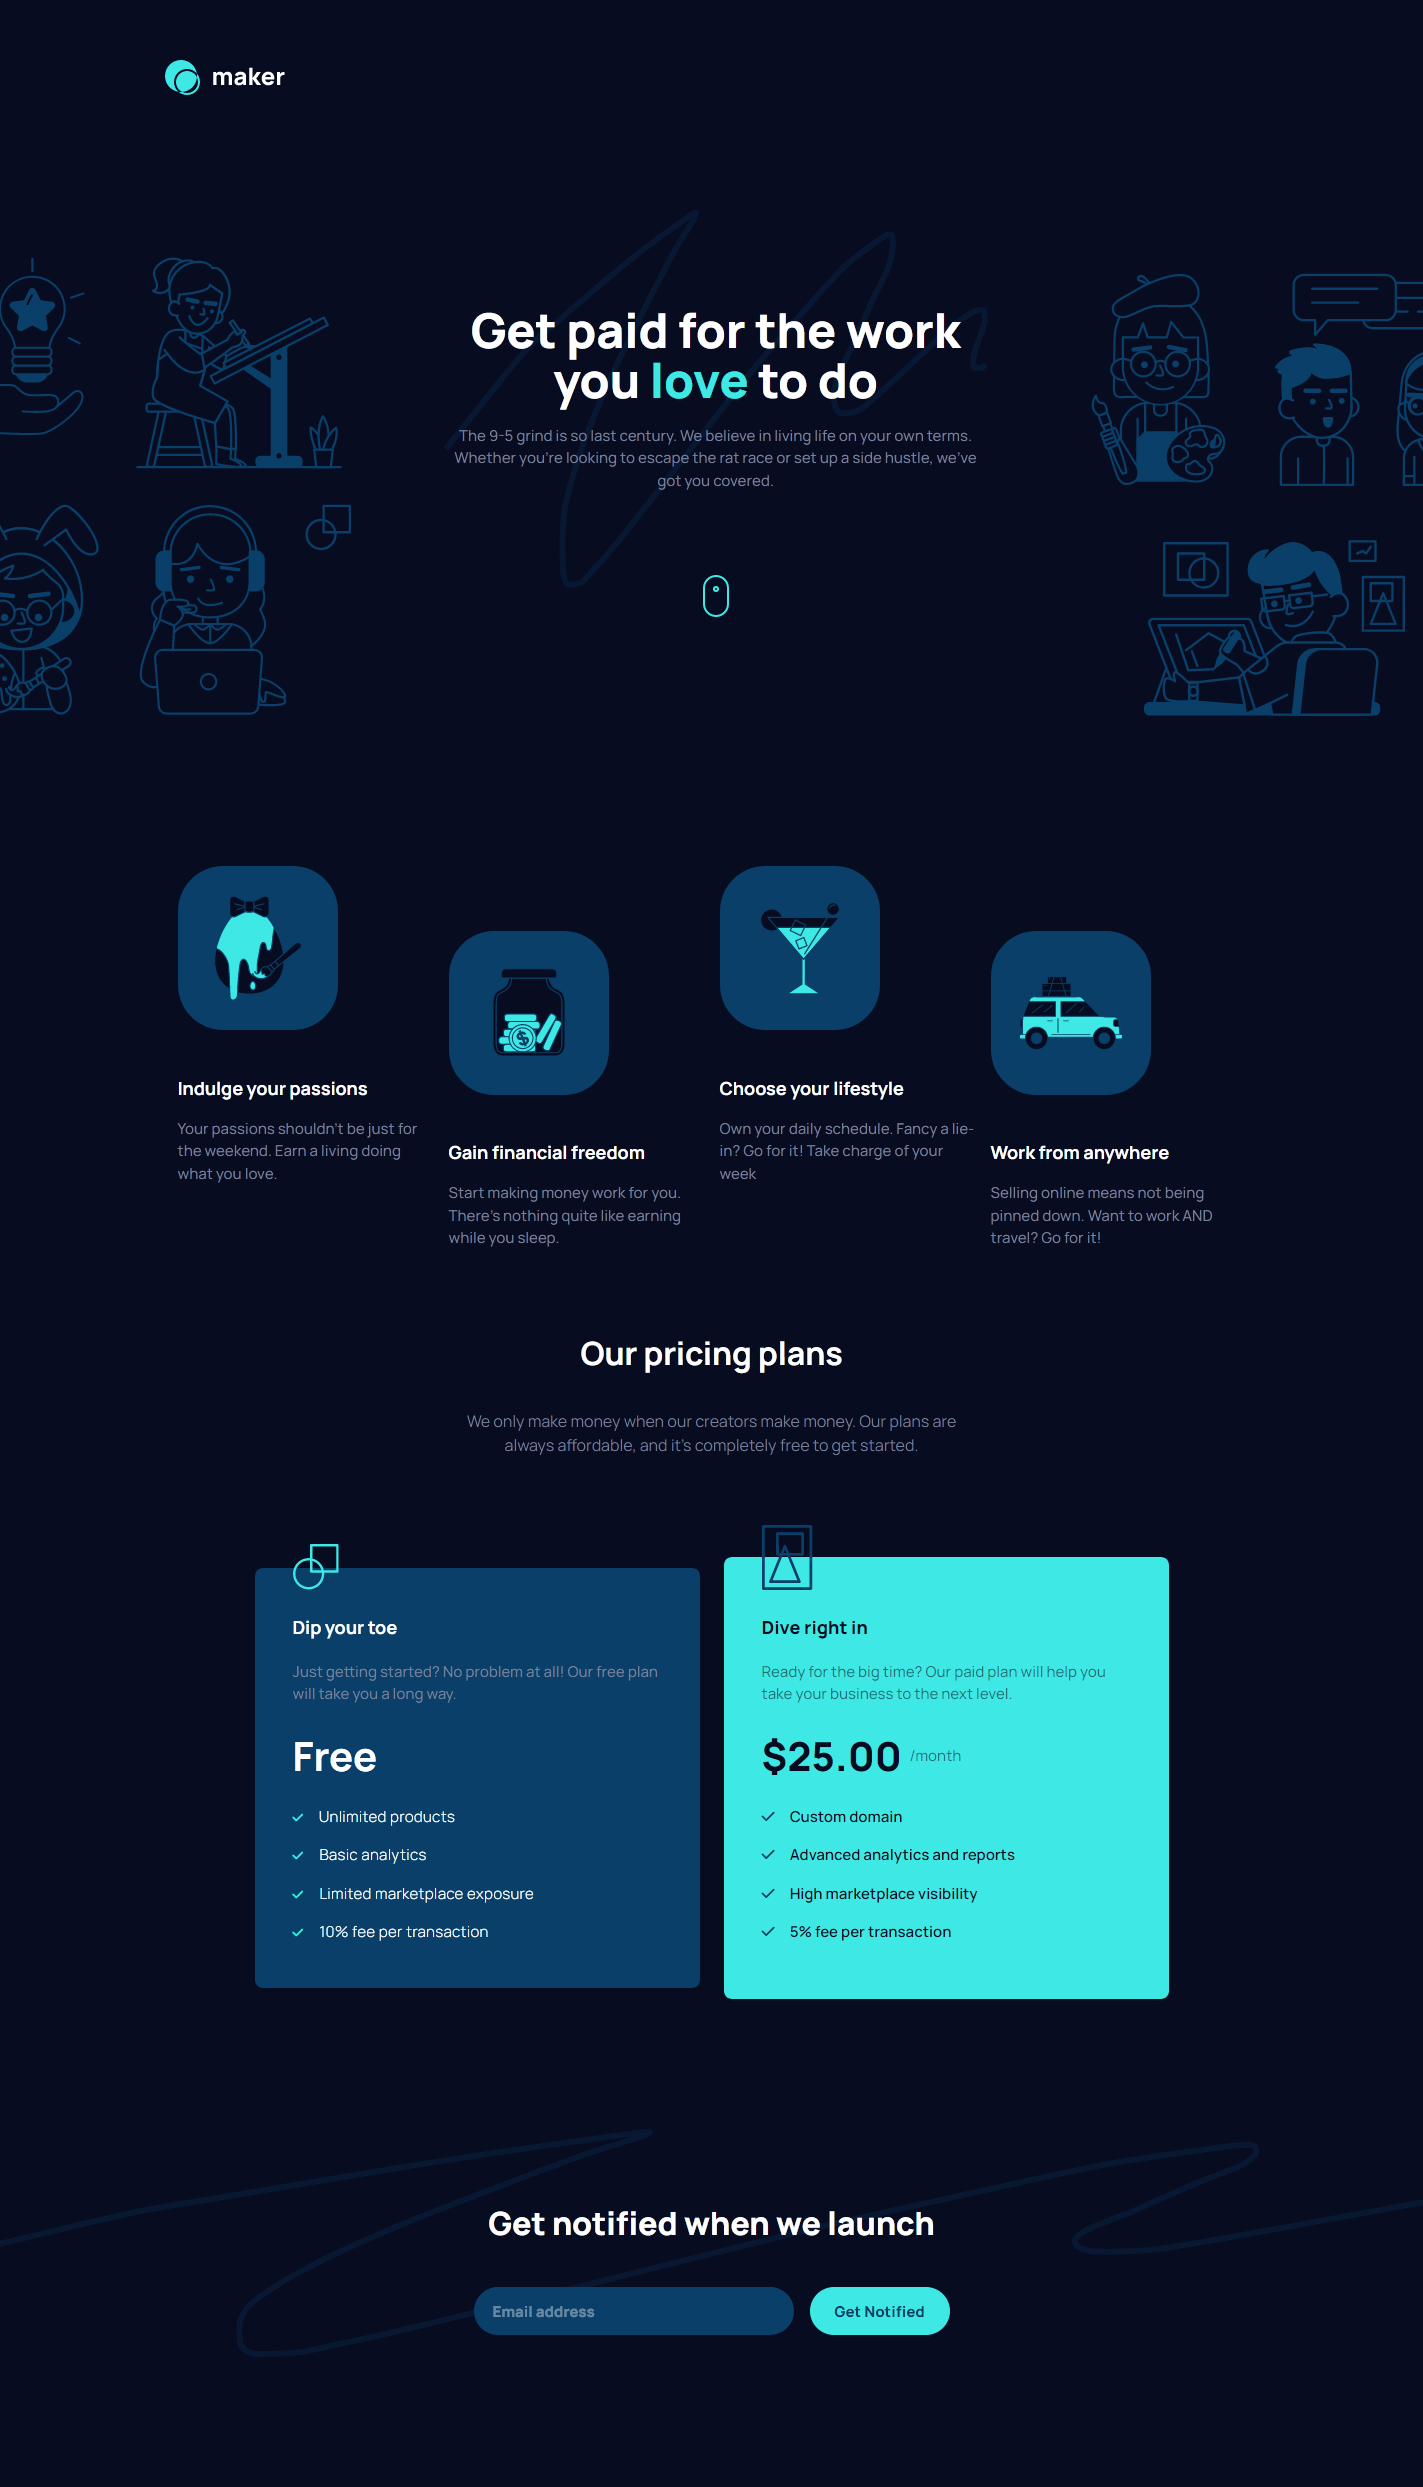 maker
Get paid for the work
you love to do
The 9-5 grind is so last century. We believe in living life on your own terms.
Whether you're looking to escape the rat race or set up a side hustle, we've
got you covered.
Indulge your passions
Your passions shouldn't be just for
the weekend. Earn a living doing
what you love.
Gain financial freedom
Start making money work for you.
There's nothing quite like earning
while you sleep.
Choose your lifestyle
Own your daily schedule. Fancy a lie-
in? Go for it! Take charge of your
week
Work from anywhere
Selling online means not being
pinned down. Want to work AND
travel? Go for it!
Our pricing plans
We only make money when our creators make money. Our plans are
always affordable, and it's completely free to get started.
Dip your toe
Just getting started? No problem at all! Our free plan
will take you a long way.
Free
Unlimited products
Basic analytics
Limited marketplace exposure
10% fee per transaction
Dive right in
Ready for the big time? Our paid plan will help you
take your business to the next level.
$25.00 /month
Custom domain
Advanced analytics and reports
High marketplace visibility
5% fee per transaction
Get notified when we launch
Email address
Get Notified